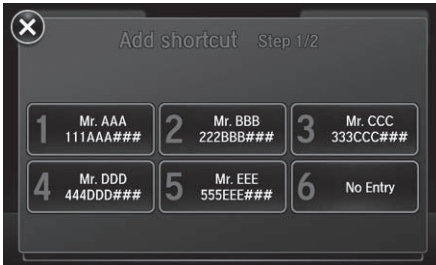 Add shortcut Step 1/2
1 Mr. AAA 111AAA###
2 Mr. BBB 222BBB###
3 Mr. CCC 333CCC###
4 Mr. DDD 444DDD###
5 Mr. EEE 555EEE###
6 No Entry